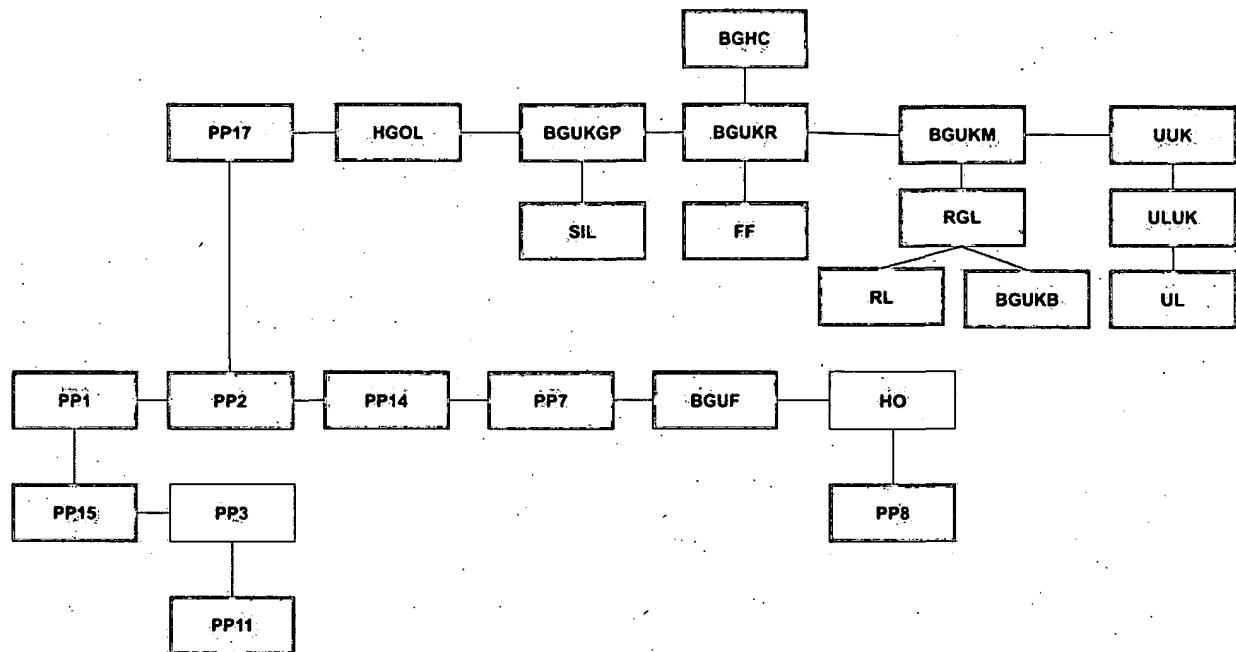 BGHC
PP17 HGOL BGUKGP BGUKR BGUKM UUK
SIL FF RGL ULUK
RL BGUKB UL
PP1 PP2 PP14 PP7 BGUF HO
PP15 PP3 PP8
PP11